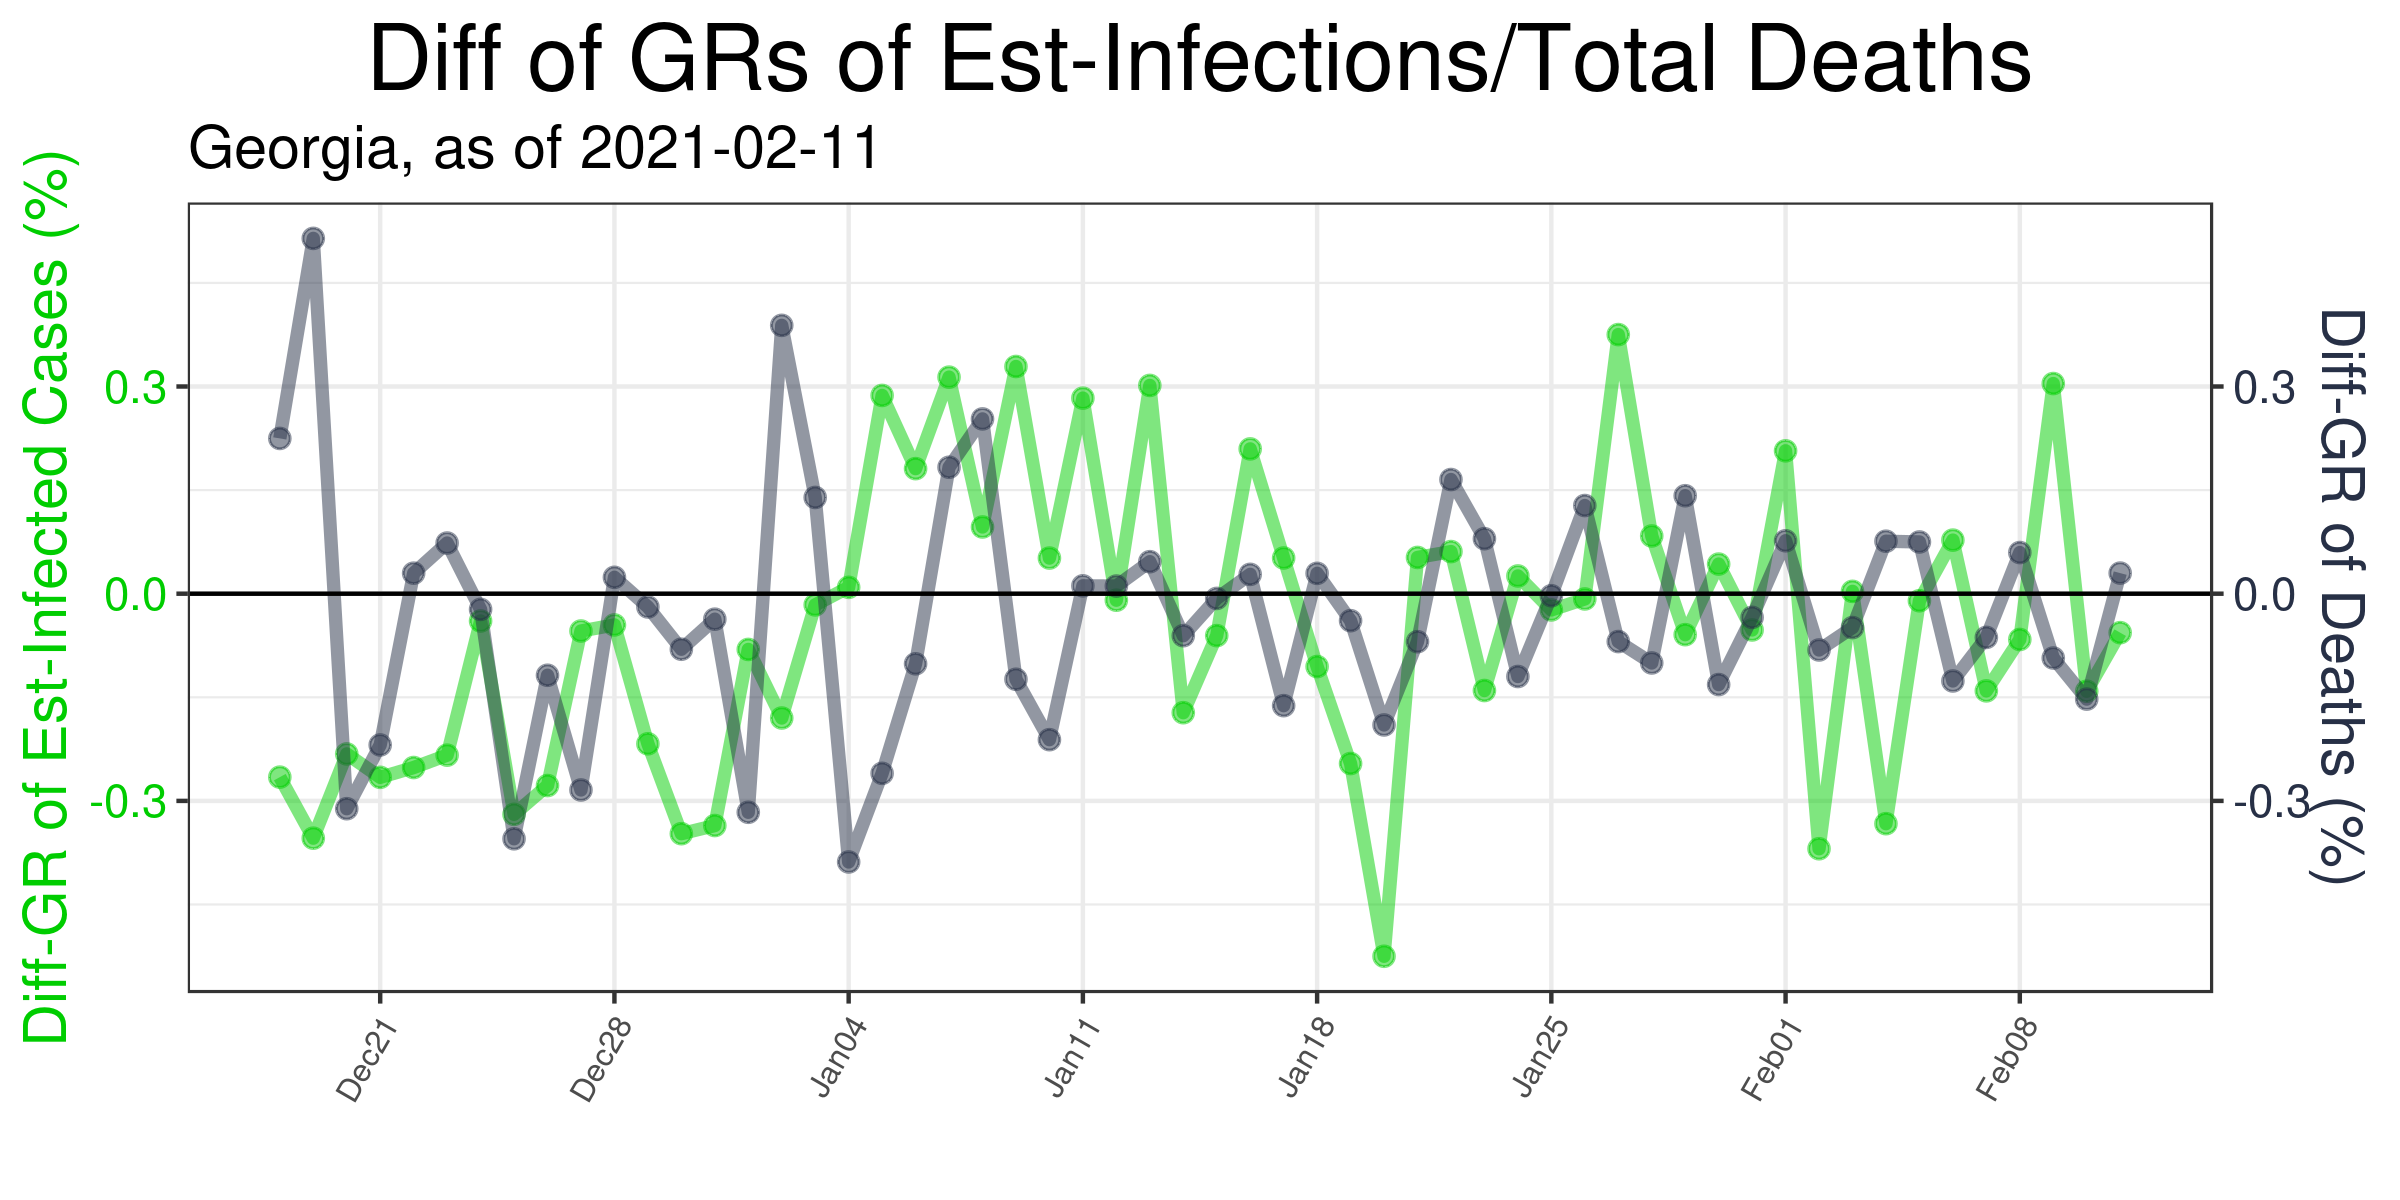 Diff of GRs of Est-Infections/Total Deaths
Georgia, as of 2021-02-11
Diff-GR of Est-Infected Cases (%)
0.3
0.0
-0.3
0.3
0.0
-0.3
Diff-GR of Deaths (%)
Dec21
Dec28
Jan04
Jan11
Jan18
Jan25
Feb01
Feb08